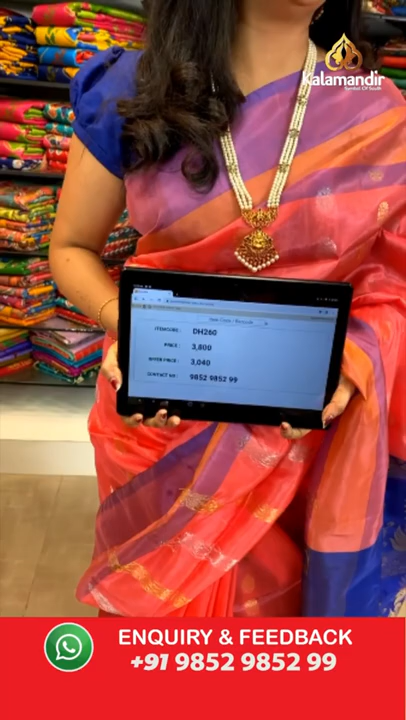 Kalamandir
Symbol Of South
ITEMCODE : DH260
PRICE : 3,800
OFFER PRICE : 3,040
CONTACT NO : 9852 9852 99
ENQUIRY & FEEDBACK
+91 9852 9852 99